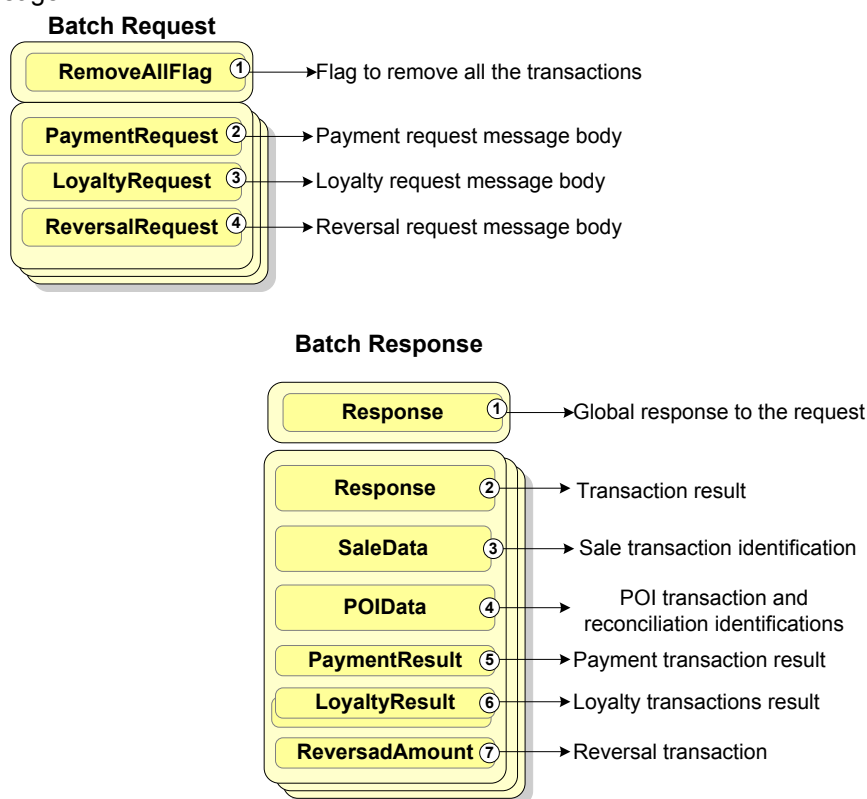 Batch Request
RemoveAllFlag 1 Flag to remove all the transactions
PaymentRequest 2 Payment request message body
LoyaltyRequest 3 Loyalty request message body
ReversalRequest 4 Reversal request message body
Batch Response
Response 1 Global response to the request
Response 2 Transaction result
SaleData 3 Sale transaction identification
POIData 4 POI transaction and
reconciliation identifications
PaymentResult 5 Payment transaction result
LoyaltyResult 6 Loyalty transactions result
ReversadAmount 7 Reversal transaction